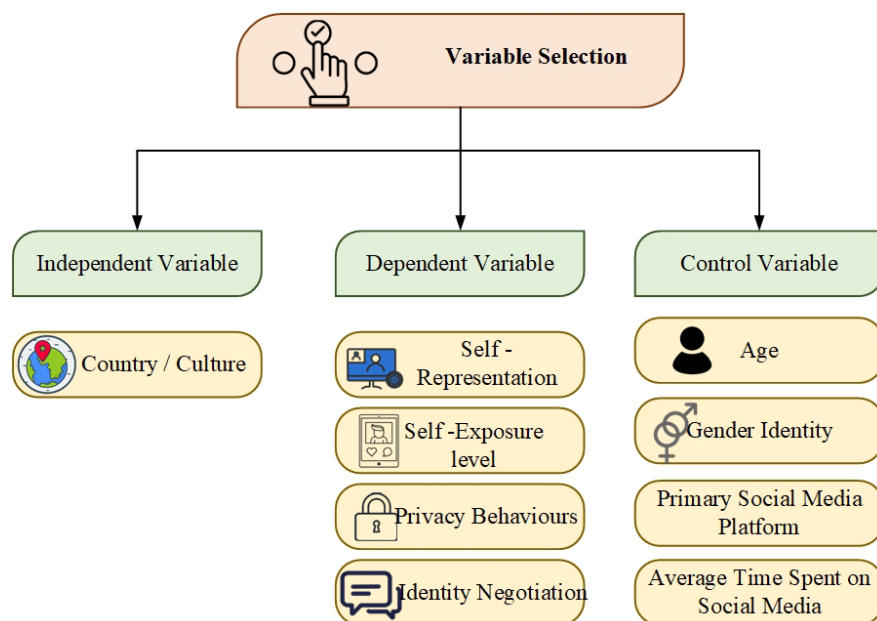 Variable Selection
Independent Variable
Dependent Variable
Control Variable
Country / Culture
Self -
Representation
Self -Exposure
level
Privacy Behaviours
Identity Negotiation
Age
Gender Identity
Primary Social Media
Platform
Average Time Spent on
Social Media